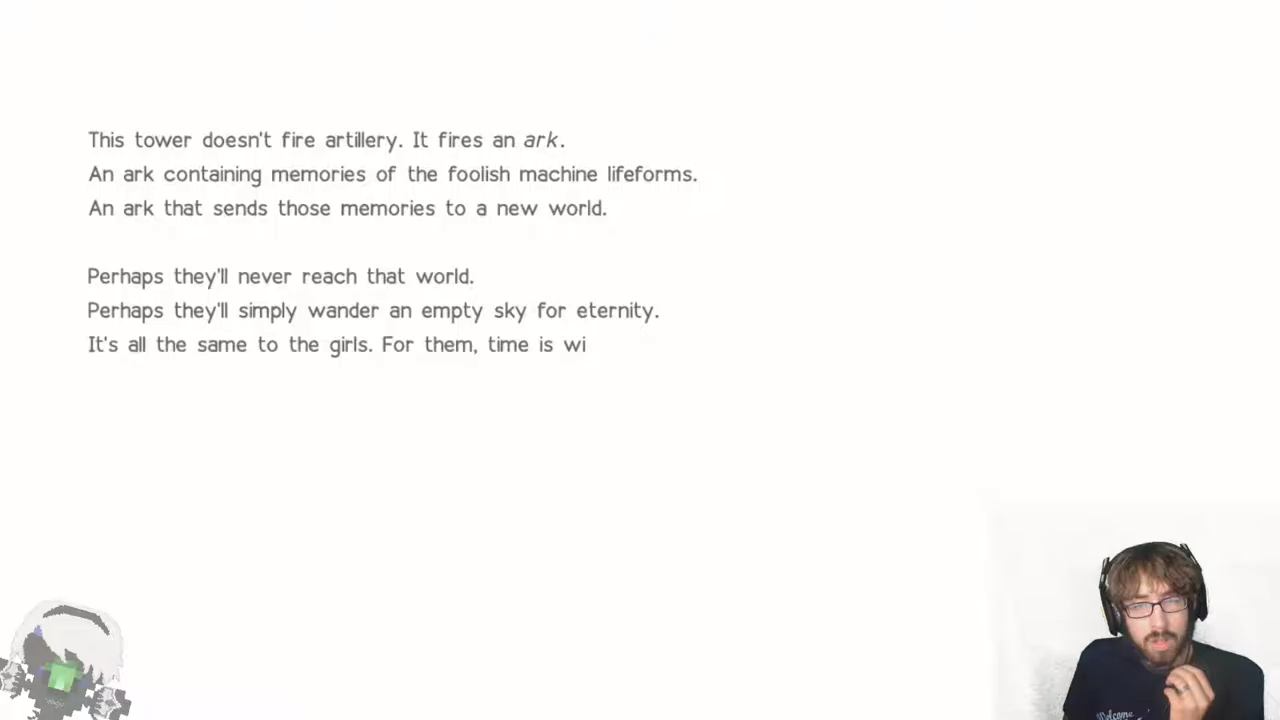 This tower doesn't fire artillery. It fires an ark.
An ark containing memories of the foolish machine lifeforms.
An ark that sends those memories to a new world.
Perhaps they'll never reach that world.
Perhaps they'll simply wander an empty sky for eternity.
It's all the same to the girls. For them, time is wi
Welcome